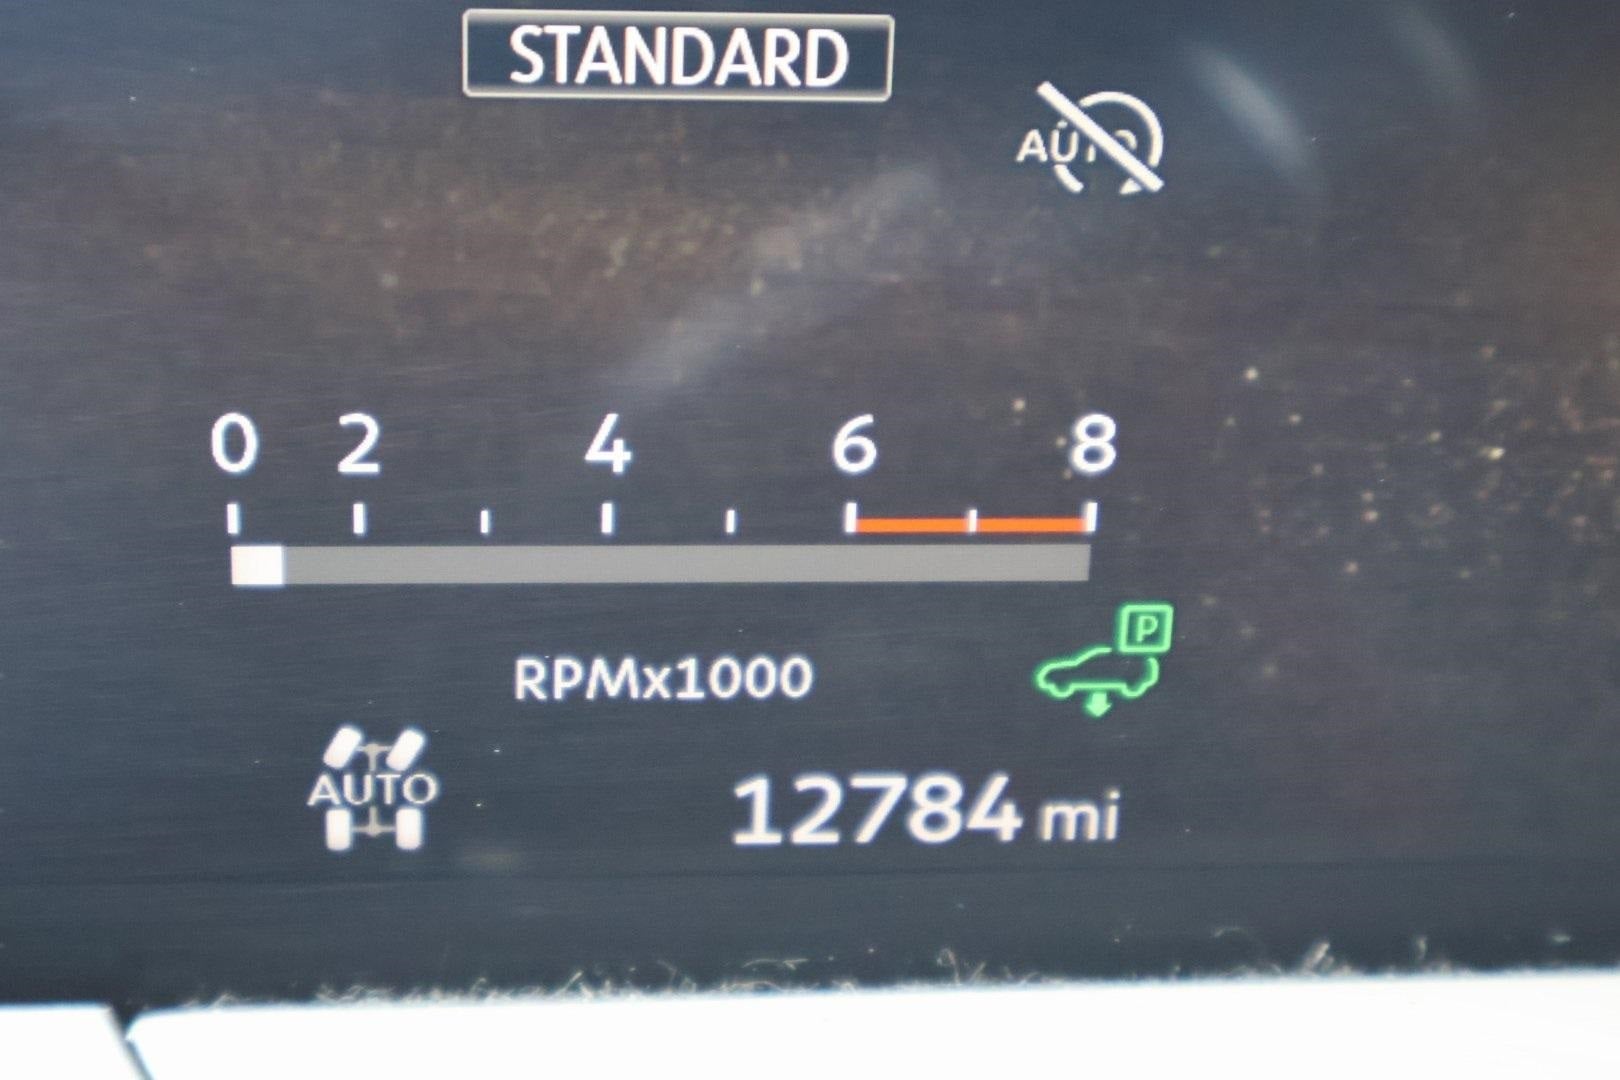 STANDARD
AUTO
0 2 4 6 8
RPMx1000
P
AUTO
12784 mi